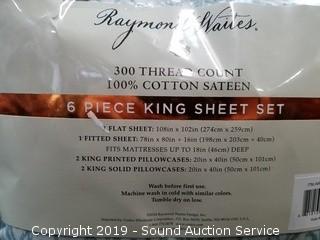 Raymond Waites
300 THREAD COUNT
100% COTTON SATEEN
6 PIECE KING SHEET SET
1 FLAT SHEET: 108in x 102in (274cm x 259cm)
1 FITTED SHEET: 78in x 80in + 16in (198cm x 203cm + 40cm)
FITS MATTRESSES UP TO 18in (46cm) DEEP
2 KING PRINTED PILLOWCASES: 20in x 40in (50cm x 101cm)
2 KING SOLID PILLOWCASES: 20in x 40in (50cm x 101cm)
Wash before first use.
Machine wash in cold with similar colors.
Tumble dry on low.
Copyright 2019 - Sound Auction Service